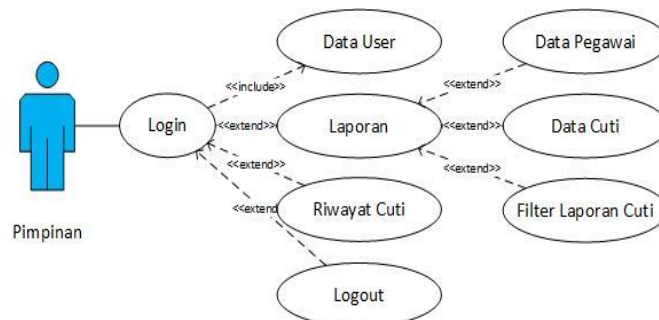 Data User
Data Pegawai
<<include>>
<<extend>>
Login
<<extend>>
Laporan
<<extend>>
Data Cuti
<<extend>>
<<extend>>
<<extend
Riwayat Cuti
Filter Laporan Cuti
Pimpinan
Logout